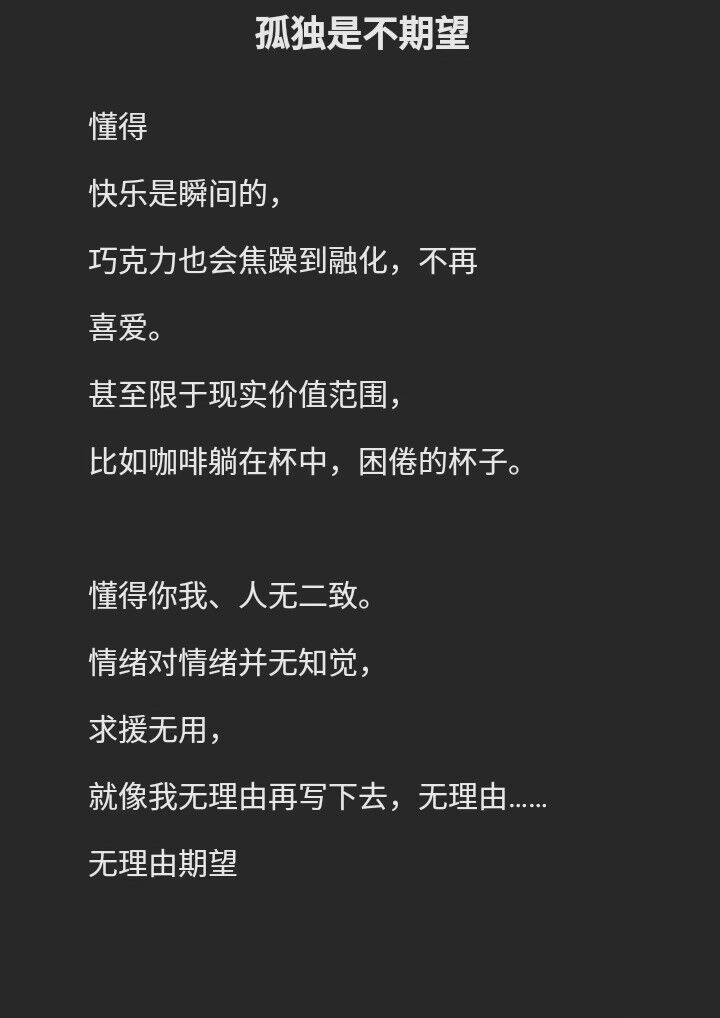 孤独是不期望
懂得
快乐是瞬间的，
巧克力也会焦躁到融化，不再
喜爱。
甚至限于现实价值范围，
比如咖啡躺在杯中，困倦的杯子。
懂得你我、人无二致。
情绪对情绪并无知觉，
求援无用，
就像我无理由再写下去，无理由……
无理由期望